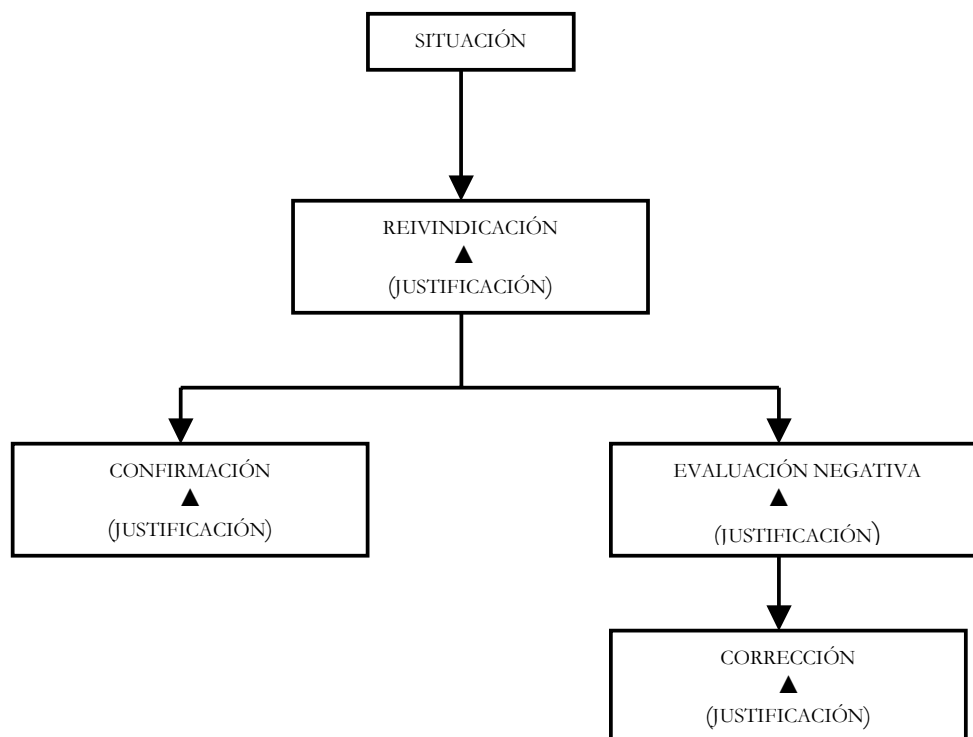 SITUACIÓN
REIVINDICACIÓN
▲
(JUSTIFICACIÓN)
CONFIRMACIÓN
▲
(JUSTIFICACIÓN)
EVALUACIÓN NEGATIVA
▲
(JUSTIFICACIÓN)
CORRECCIÓN
▲
(JUSTIFICACIÓN)